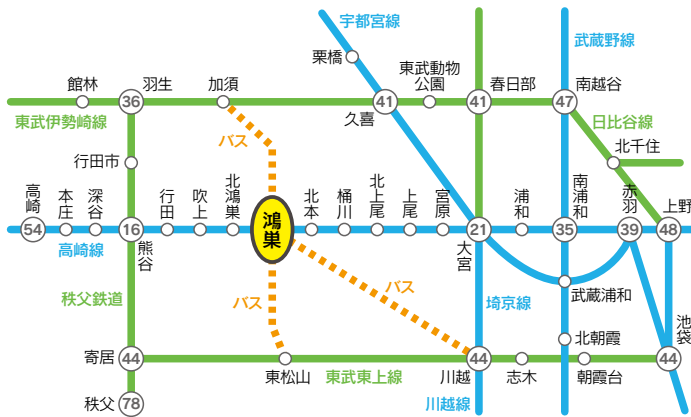 宇都宮線
武蔵野線
栗橋
東武動物
公園
館林
羽生
加須
春日部
南越谷
36
41
41
47
久喜
東武伊勢崎線
日比谷線
バス
行田市
北千住
高崎
本庄
深谷
行田
吹上
北鴻巣
鴻巣
北本
桶川
北上尾
上尾
宮原
浦和
南浦和
赤羽
上野
54
16
21
35
39
48
高崎線
熊谷
大宮
秩父鉄道
バス
バス
埼京線
武蔵浦和
北朝霞
池袋
寄居
44
44
44
東松山
東武東上線
川越
志木
朝霞台
秩父
78
川越線